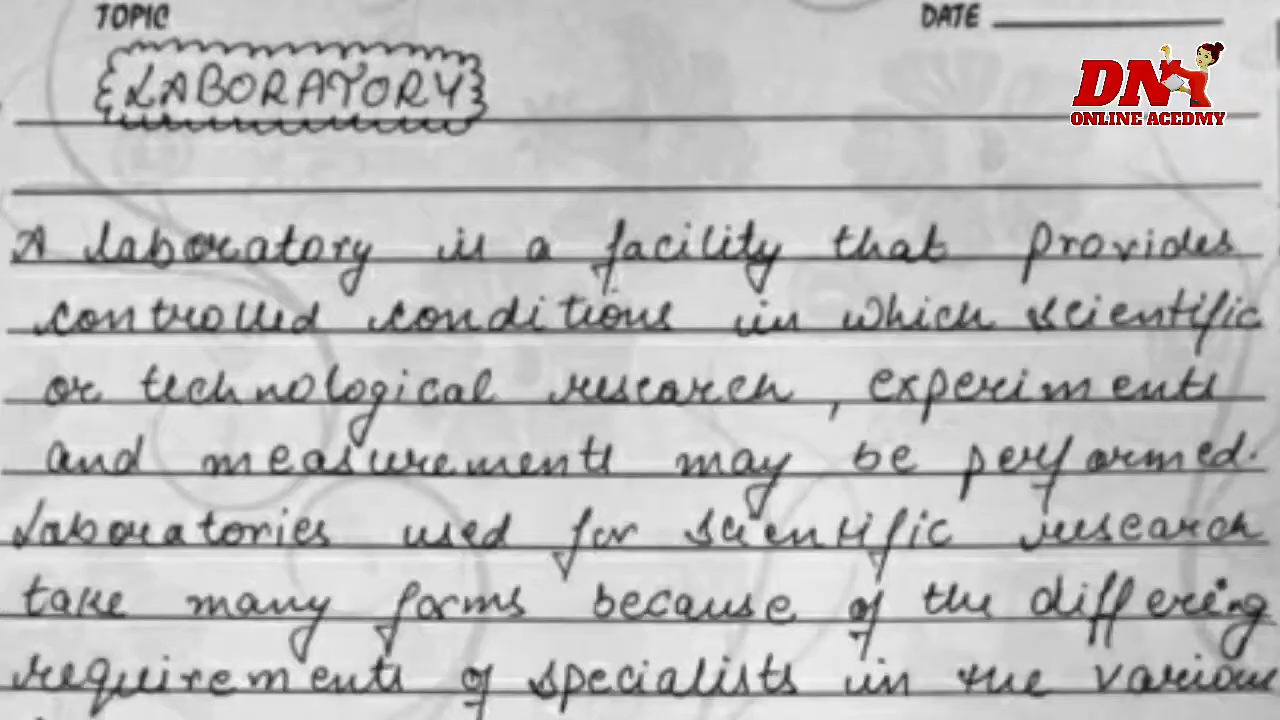 TOPIC
DATE
LABORATORY
DN
ONLINE ACEDMY
A laboratory is a facility that provides
controlled conditions in which scientific
or technological research, experiments
and measurements may be performed.
Laboratories used for scientific research
take many forms because of the differing
requirements of specialists in the various